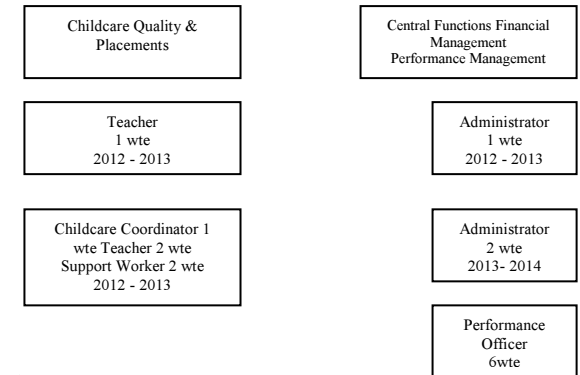 Childcare Quality &
Placements
Teacher
1 wte
2012 - 2013
Childcare Coordinator 1
wte Teacher 2 wte
Support Worker 2 wte
2012 - 2013
Central Functions Financial
Management
Performance Management
Administrator
1 wte
2012 - 2013
Administrator
2 wte
2013- 2014
Performance
Officer
6wte